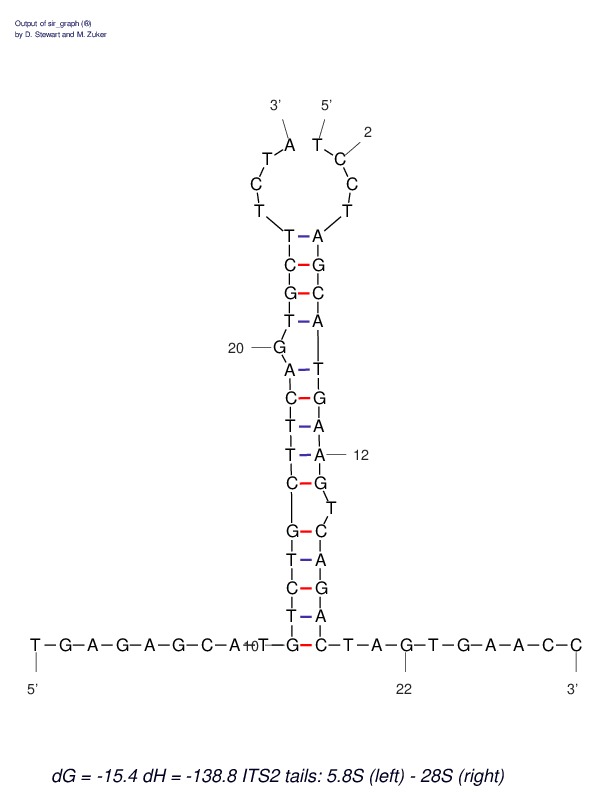 Output of sir_graph (®)
by D. Stewart and M. Zuker
3' 5'
2
A T
T C
C C
T T
T A
C G
G C
T A
20 G
A T
C G
T A
T A 12
C G
T
G C
T A
C G
T A
T G A G A G C A T G C T A G T G A A C C
10
5' 22 3'
dG = -15.4 dH = -138.8 ITS2 tails: 5.8S (left) - 28S (right)